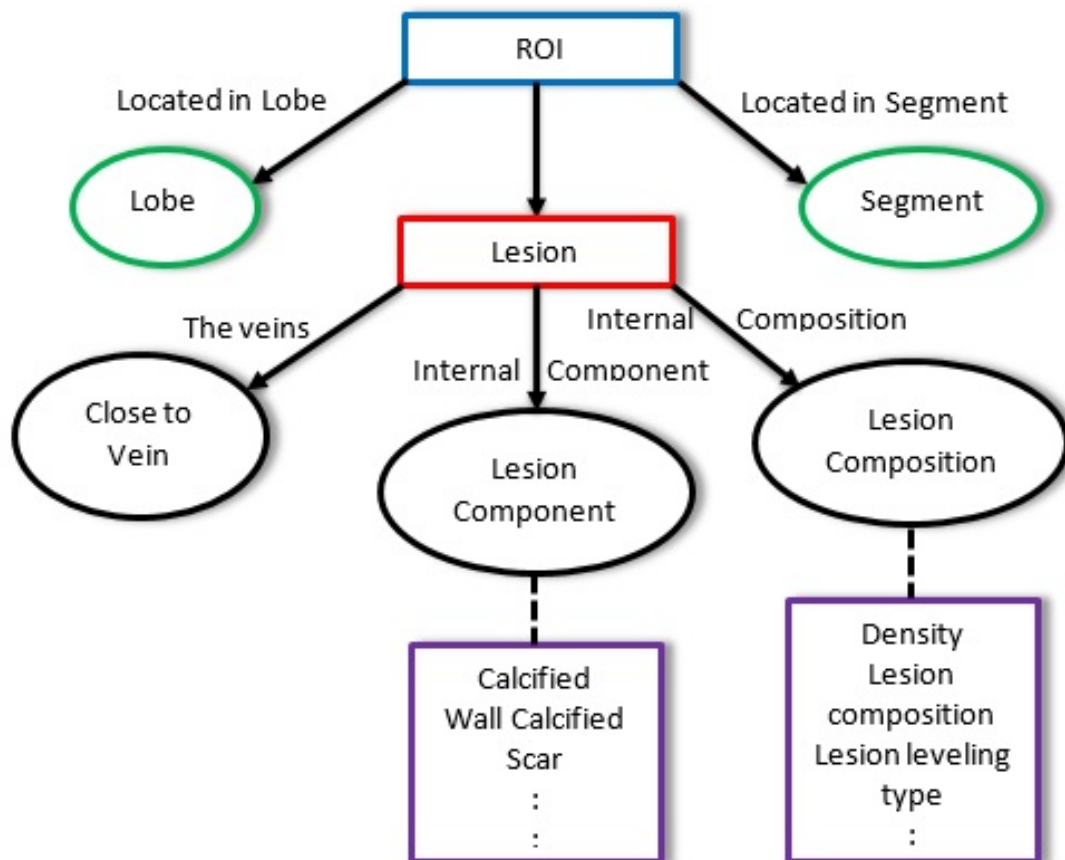 ROI
Located in Lobe
Located in Segment
Lobe
Segment
Lesion
The veins
Internal Composition
Internal Component
Close to
Vein
Lesion
Composition
Lesion
Component
Calcified
Wall Calcified
Scar
:
:
Density
Lesion
composition
Lesion leveling
type
: